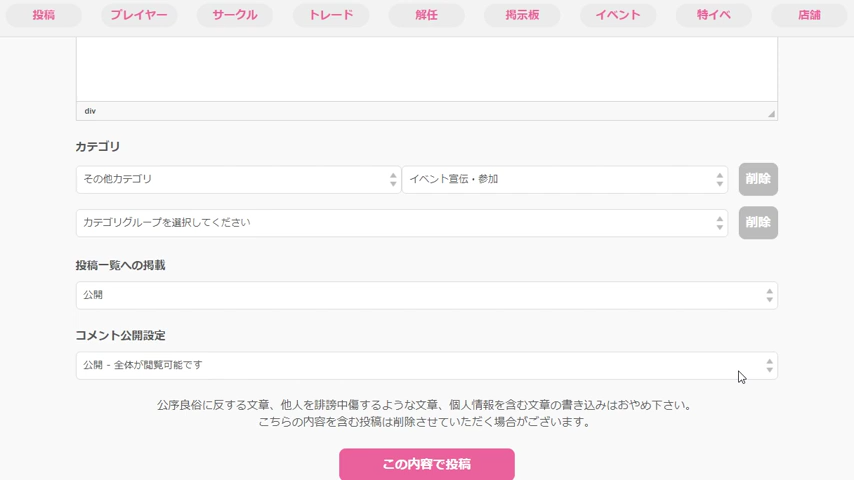 投稿 プレイヤー サークル トレード 解任 掲示板 イベント 特イベ 店舗
div
カテゴリ
その他カテゴリ イベント宣伝・参加 削除
カテゴリグループを選択してください 削除
投稿一覧への掲載
公開
コメント公開設定
公開 - 全体が閲覧可能です
公序良俗に反する文章、他人を誹謗中傷するような文章、個人情報を含む文章の書き込みはおやめ下さい。
こちらの内容を含む投稿は削除させていただく場合がございます。
この内容で投稿